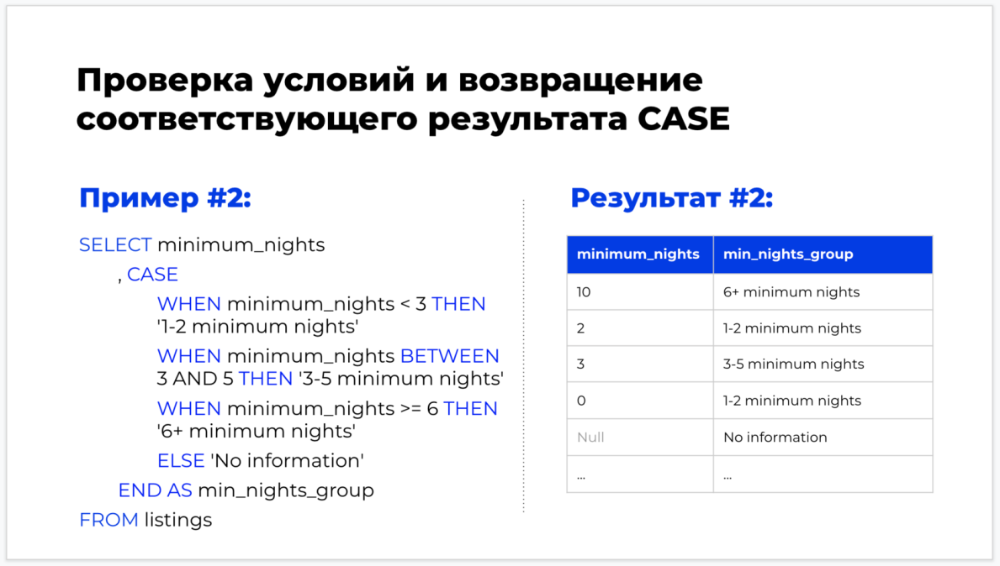 Проверка условий и возвращение
соответствующего результата CASE
Пример #2:
SELECT minimum_nights
, CASE
WHEN minimum_nights < 3 THEN
'1-2 minimum nights'
WHEN minimum_nights BETWEEN
3 AND 5 THEN '3-5 minimum nights'
WHEN minimum_nights >= 6 THEN
'6+ minimum nights'
ELSE 'No information'
END AS min_nights_group
FROM listings
Результат #2:
minimum_nights min_nights_group
10 6+ minimum nights
2 1-2 minimum nights
3 3-5 minimum nights
0 1-2 minimum nights
Null No information
... ...